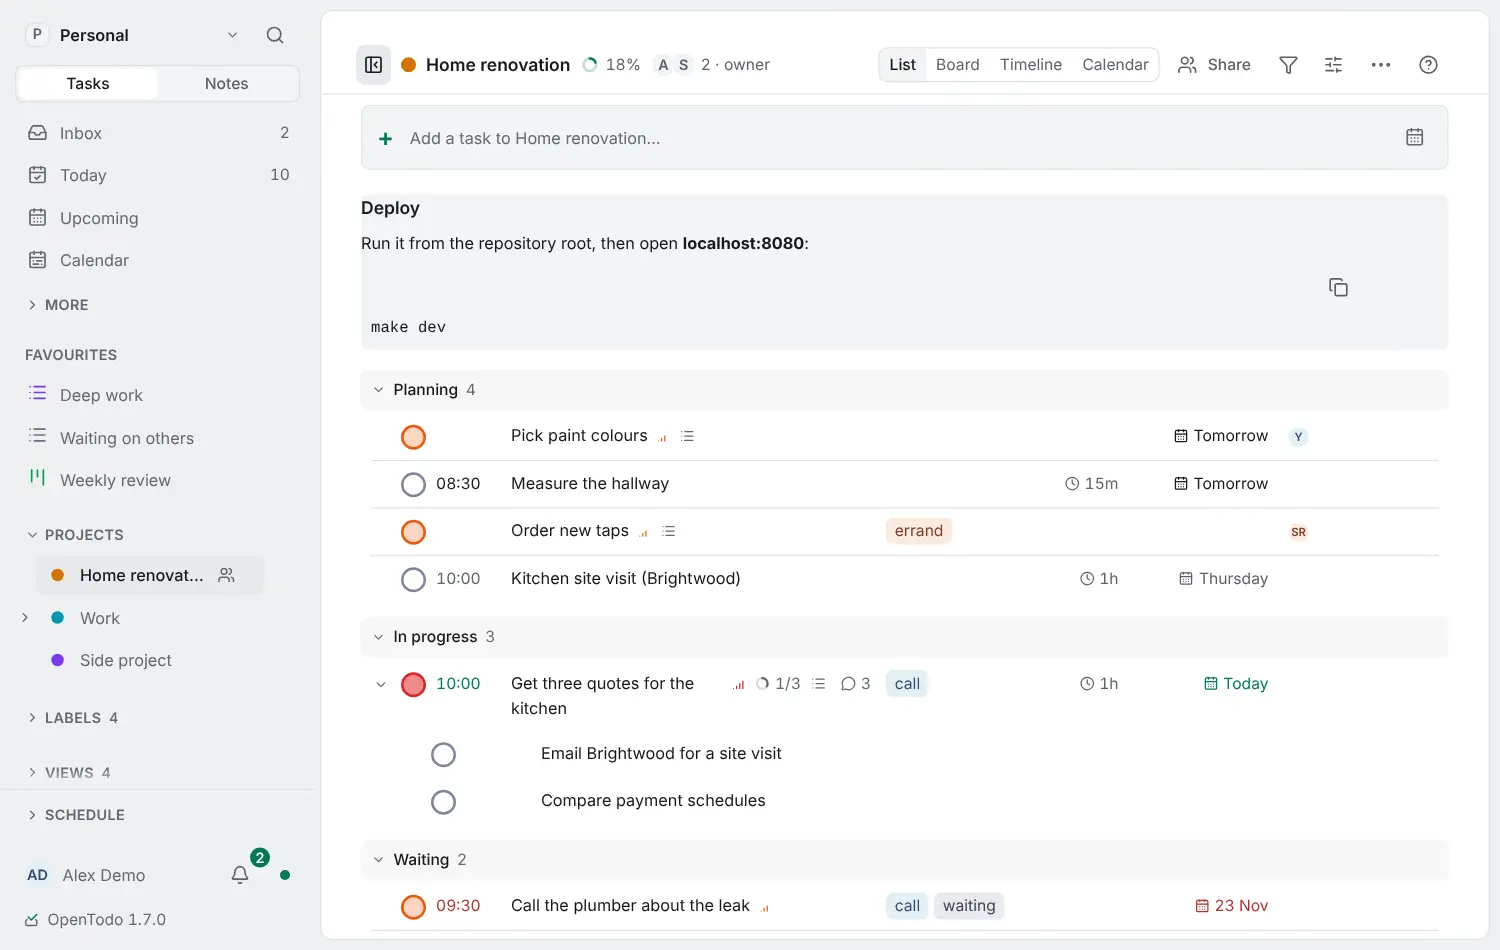 P Personal
Tasks Notes
Inbox 2
Today 10
Upcoming
Calendar
MORE
FAVOURITES
Deep work
Waiting on others
Weekly review
PROJECTS
Home renovat...
Work
Side project
LABELS 4
VIEWS 4
SCHEDULE
AD Alex Demo 2
OpenTodo 1.7.0
Home renovation 18% A S 2 · owner
List Board Timeline Calendar Share
Add a task to Home renovation...
Deploy
Run it from the repository root, then open localhost:8080:
make dev
Planning 4
Pick paint colours Tomorrow Y
08:30 Measure the hallway 15m Tomorrow
Order new taps errand SR
10:00 Kitchen site visit (Brightwood) 1h Thursday
In progress 3
10:00 Get three quotes for the 1/3 3 call 1h Today
kitchen
Email Brightwood for a site visit
Compare payment schedules
Waiting 2
09:30 Call the plumber about the leak call waiting 23 Nov